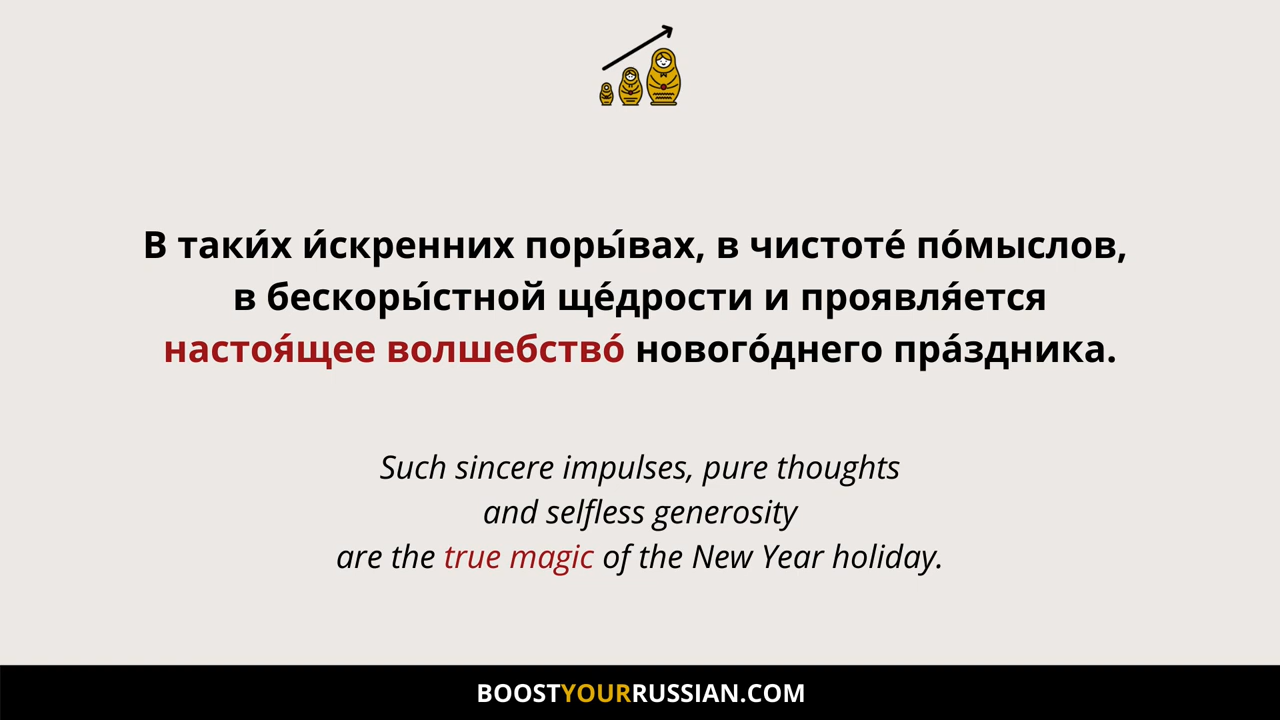 В таки́х и́скренних поры́вах, в чистоте́ по́мыслов,
в бескоры́стной ще́дрости и проявля́ется
настоя́щее волшебство́ нового́днего пра́здника.
Such sincere impulses, pure thoughts
and selfless generosity
are the true magic of the New Year holiday.
BOOSTYOURRUSSIAN.COM